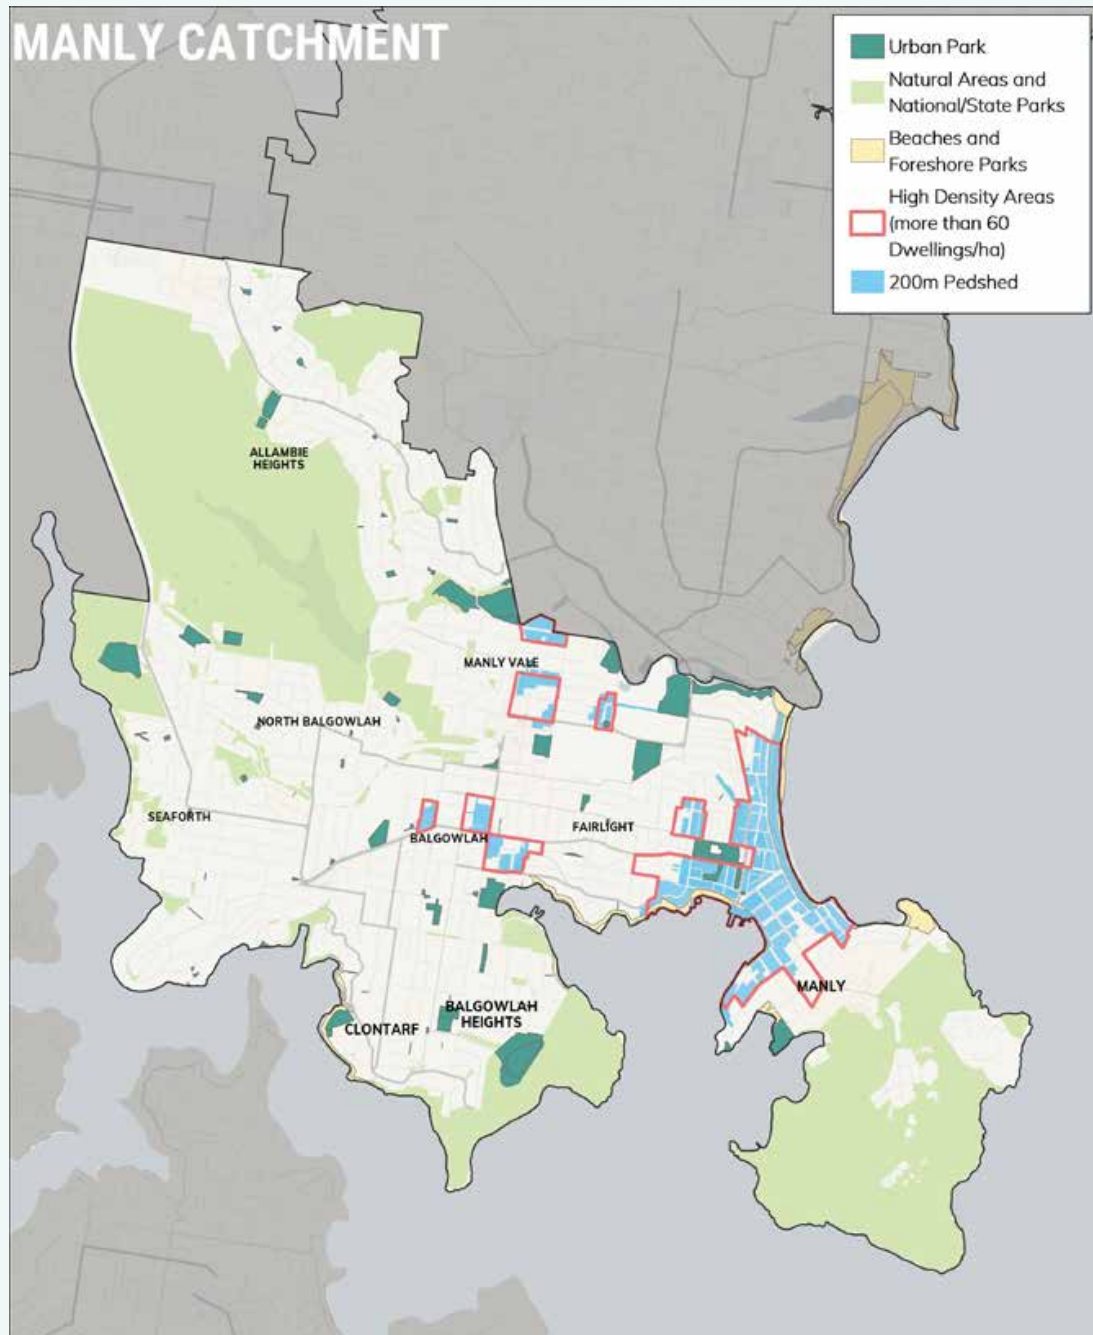 MANLY CATCHMENT
Urban Park
Natural Areas and
National/State Parks
Beaches and
Foreshore Parks
High Density Areas
(more than 60
Dwellings/ha)
200m Pedshed
ALLAMBIE
HEIGHTS
MANLY VALE
NORTH BALGOWLAH
SEAFORTH
FAIRLIGHT
BALGOWLAH
MANLY
BALGOWLAH
HEIGHTS
CLONTARF